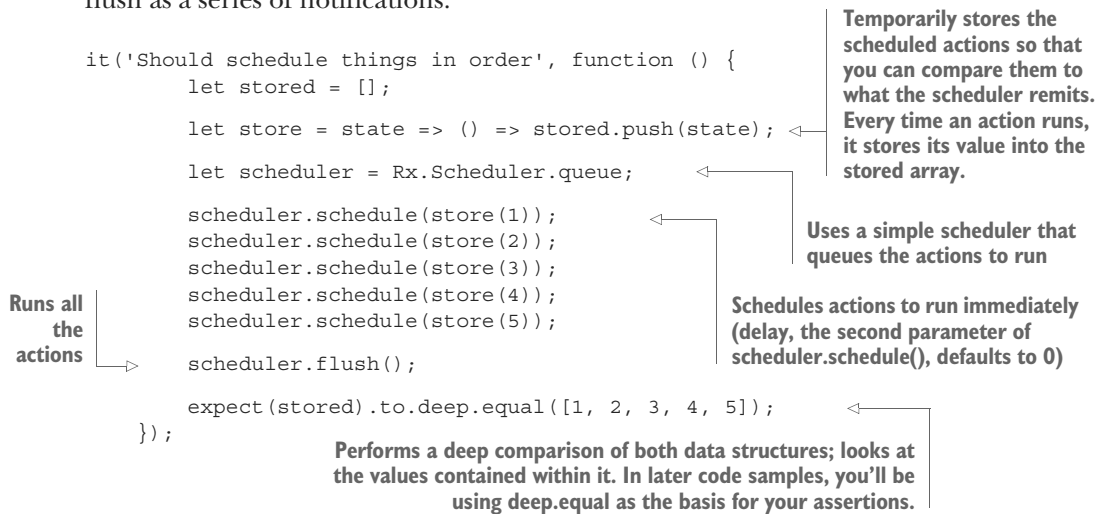 flush as a series of notifications.
it('Should schedule things in order', function () {
let stored = [];
let store = state => () => stored.push(state);
Temporarily stores the
scheduled actions so that
you can compare them to
what the scheduler remits.
Every time an action runs,
it stores its value into the
stored array.
let scheduler = Rx.Scheduler.queue;
Uses a simple scheduler that
queues the actions to run
scheduler.schedule(store(1));
scheduler.schedule(store(2));
scheduler.schedule(store(3));
scheduler.schedule(store(4));
scheduler.schedule(store(5));
Schedules actions to run immediately
(delay, the second parameter of
scheduler.schedule(), defaults to 0)
Runs all
the
actions
scheduler.flush();
expect(stored).to.deep.equal([1, 2, 3, 4, 5]);
});
Performs a deep comparison of both data structures; looks at
the values contained within it. In later code samples, you'll be
using deep.equal as the basis for your assertions.